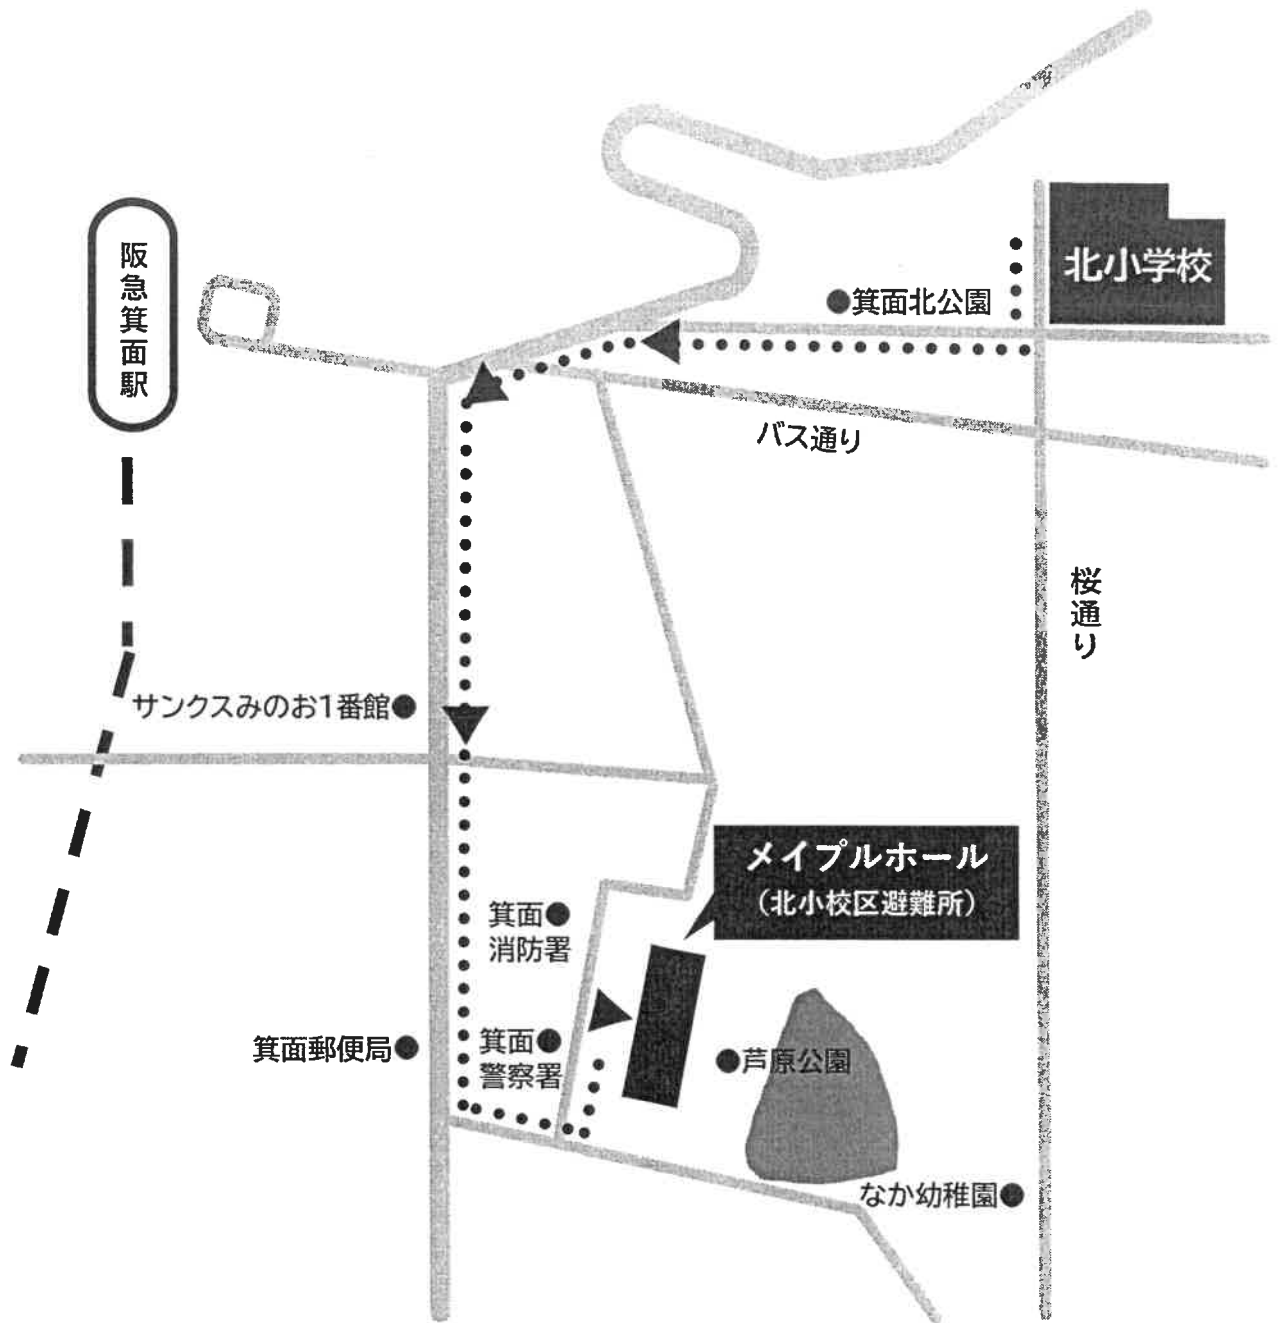 阪急箕面駅
北小学校
●箕面北公園
バス通り
桜通り
サンクスみのお1番館●
メイプルホール
（北小校区避難所）
箕面●
消防署
箕面郵便局●
箕面●
警察署
●芦原公園
なか幼稚園●